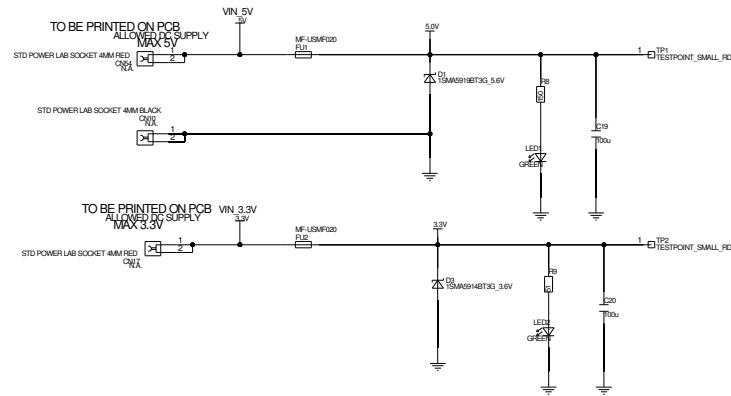 TO BE PRINTED ON PCB
ALLOWED DC SUPPLY
MAX 5V
STD POWER LAB SOCKET 4MM RED
1
2
CN54
N.A.
VIN_5V
5V
MF-USMF020
FU1
5.0V
D1
1SMA5919BT3G_5.6V
R8
150
LED1
GREEN
C19
100u
1
TP1
TESTPOINT_SMALL_RD
STD POWER LAB SOCKET 4MM BLACK
CN10
N.A.
1
2
TO BE PRINTED ON PCB
ALLOWED DC SUPPLY
MAX 3.3V
STD POWER LAB SOCKET 4MM RED
1
2
CN17
N.A.
VIN_3.3V
3.3V
MF-USMF020
FU2
3.3V
D3
1SMA5914BT3G_3.6V
R9
51
LED2
GREEN
C20
100u
1
TP2
TESTPOINT_SMALL_RD